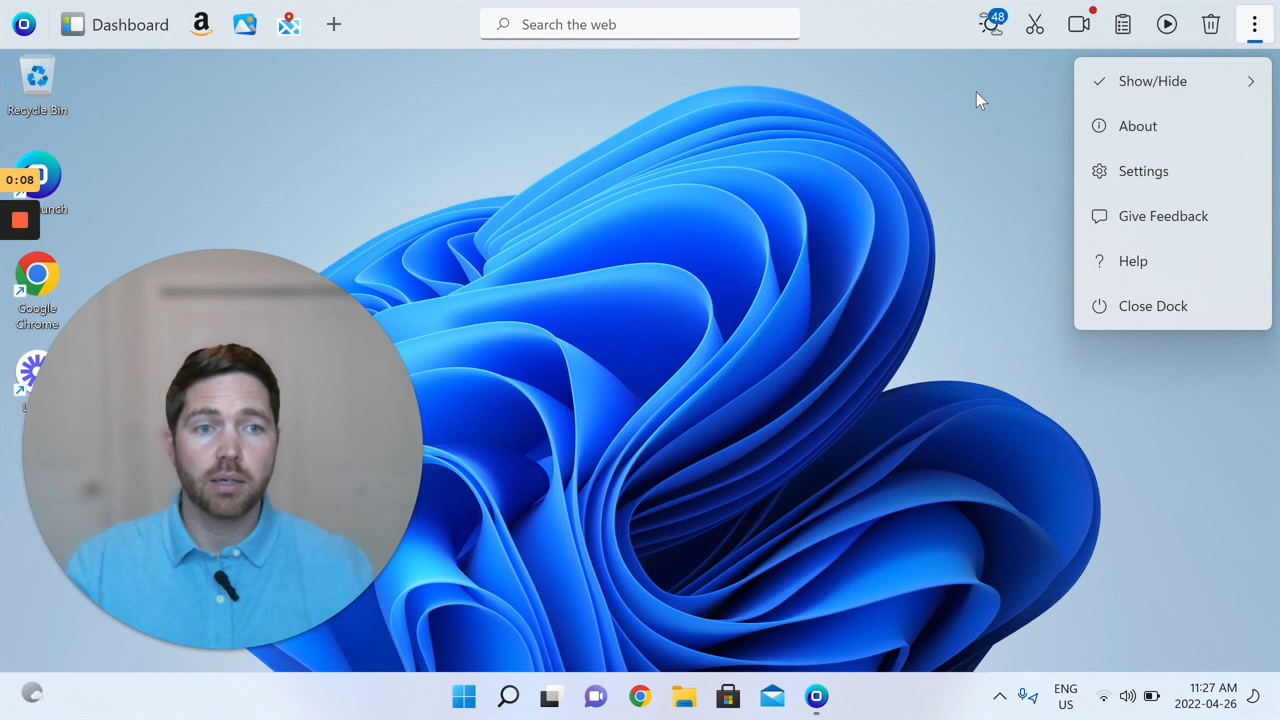 Dashboard
Search the web
48
Recycle Bin
Show/Hide
About
Settings
Give Feedback
Help
Close Dock
0:08
unch
Google
Chrome
ENG
US
11:27 AM
2022-04-26